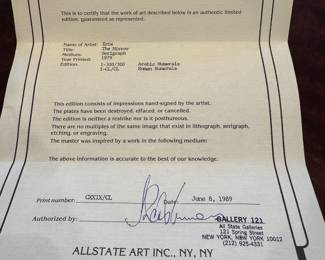 This is to certify that the work of art described below is an authentic limited
edition, guaranteed as represented.
Name of Artist: Erte
Title: The Mirror
Medium: Serigraph
Year Printed: 1979
Edition: 1-300/300 Arabic Numerals
I-CL/CL Roman Numerals
This edition consists of impressions hand-signed by the artist.
The plates have been destroyed, effaced, or cancelled.
The edition is neither a restrike nor is it posthumous.
There are no multiples of the same image that exist in lithograph, serigraph,
etching, or engraving.
The master was inspired by a work in the following medium:
The above information is accurate to the best of our knowledge.
Print number: CXXIX/CL Date: June 8, 1989
Authorized by:
GALLERY 121
All State Galleries
121 Spring Street
NEW YORK, NEW YORK 10012
(212) 925-4331
ALLSTATE ART INC., NY, NY